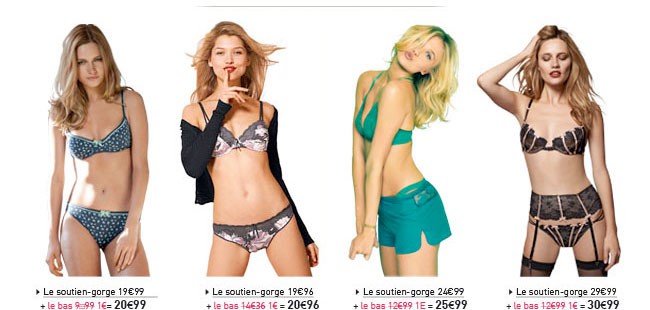 Le soutien-gorge 19€99
+ le bas 9€99 1€= 20€99
Le soutien-gorge 19€96
+ le bas 14€36 1€ = 20€96
Le soutien-gorge 24€99
+ le bas 12€99 1E = 25€99
Le soutien-gorge 29€99
+ le bas 12€99 1€ = 30€99